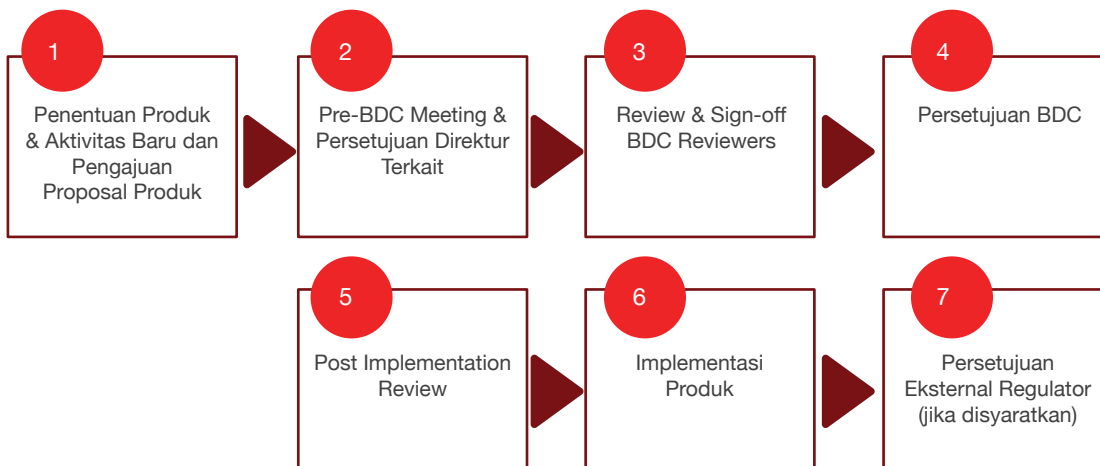 1
Penentuan Produk
& Aktivitas Baru dan
Pengajuan
Proposal Produk
2
Pre-BDC Meeting &
Persetujuan Direktur
Terkait
3
Review & Sign-off
BDC Reviewers
4
Persetujuan BDC
5
Post Implementation
Review
6
Implementasi
Produk
7
Persetujuan
Eksternal Regulator
(jika disyaratkan)